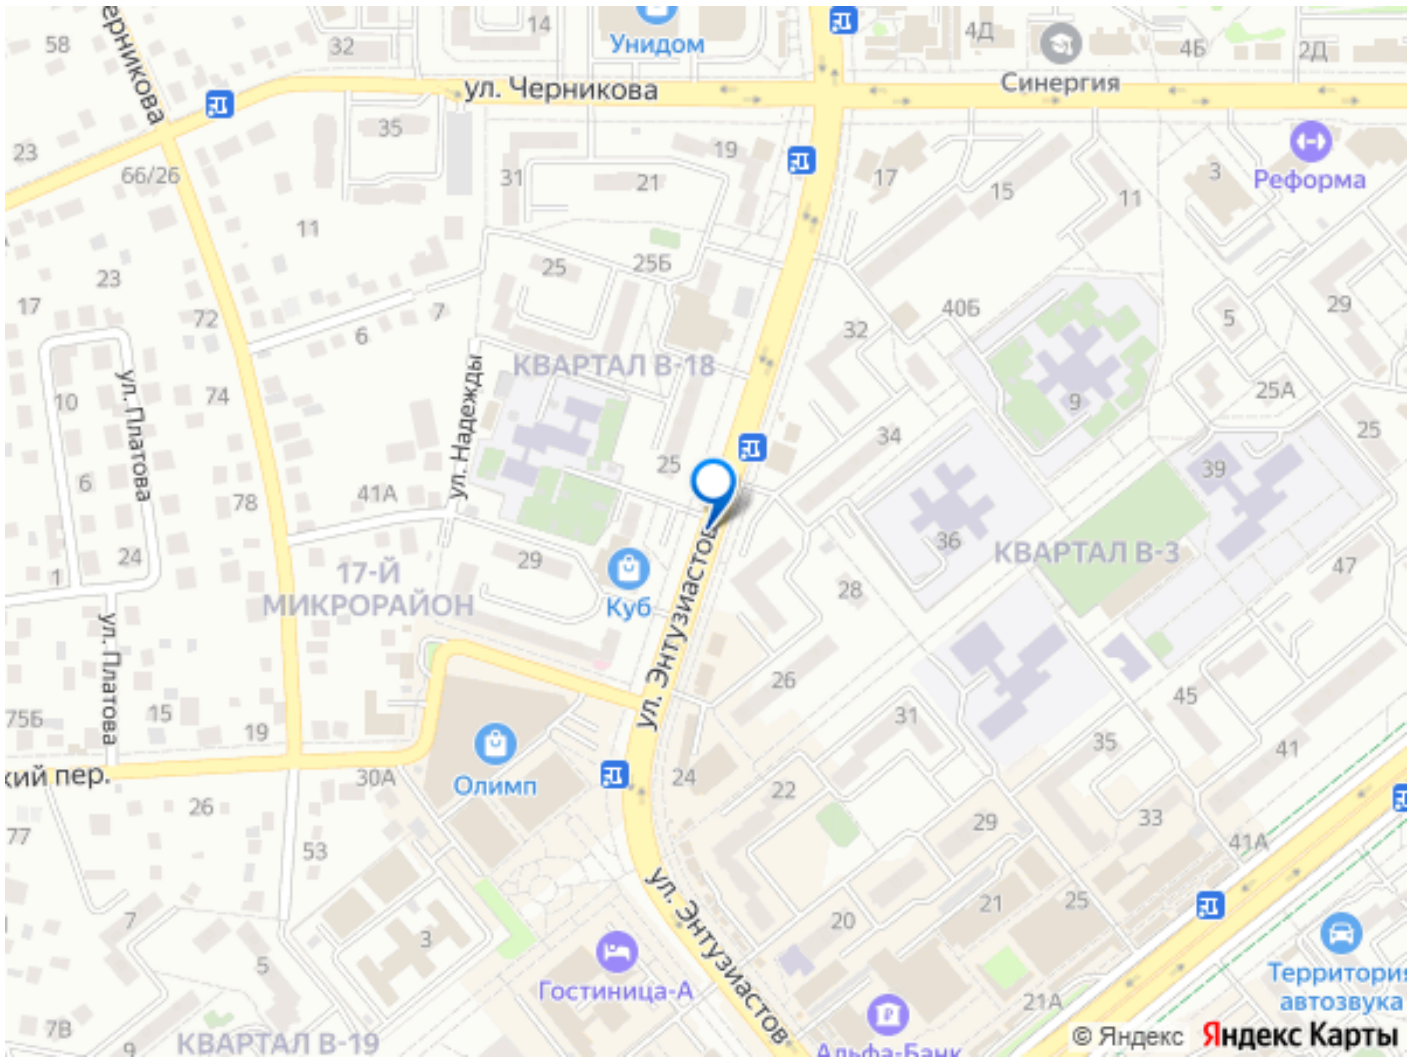 58
ерникова
32
14
Унидом
4Д
Синергия
4Б
2Д
ул. Черникова
23
66/26
35
31
19
21
17
15
11
3
Реформа
11
23
17
25
25Б
72
6
7
32
40Б
5
29
КВАРТАЛ В-18
ул. Надежды
ул. Платова
10
74
9
25А
6
78
41А
25
34
39
25
24
1
29
36
КВАРТАЛ В-3
47
17-Й
МИКРОРАЙОН
Куб
ул. Энтузиастов
28
ул. Платова
26
75Б
15
19
31
45
35
41
кий пер.
30А
Олимп
24
22
26
77
53
29
33
41А
ул. Энтузиастов
7
3
20
21
25
5
Гостиница-А
Территория
автозвука
21А
7В
9
КВАРТАЛ В-19
Альфа-Банк
© Яндекс Яндекс Карты